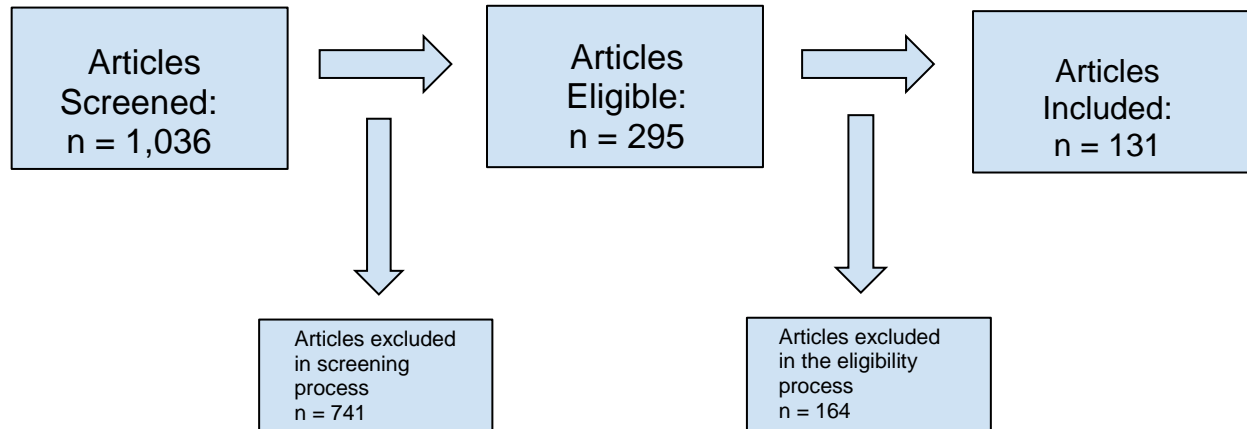 Articles
Screened:
n = 1,036
Articles
Eligible:
n = 295
Articles
Included:
n = 131
Articles excluded
in screening
process
n = 741
Articles excluded
in the eligibility
process
n = 164